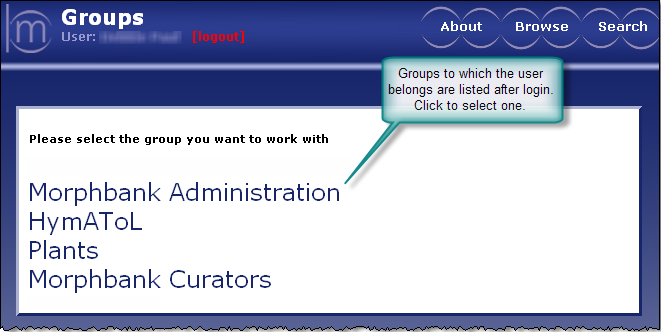 m
Groups
User: [logout]
About Browse Search
Groups to which the user
belongs are listed after login.
Click to select one.
Please select the group you want to work with
Morphbank Administration
HymAToL
Plants
Morphbank Curators